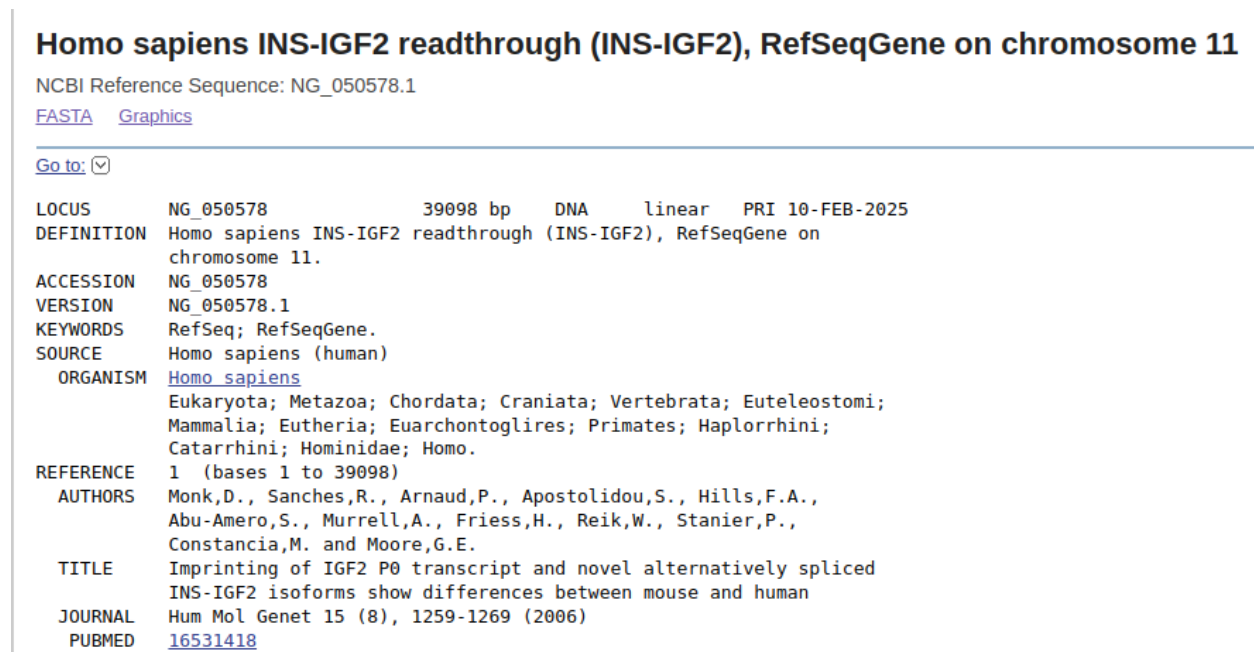 Homo sapiens INS-IGF2 readthrough (INS-IGF2), RefSeqGene on chromosome 11
NCBI Reference Sequence: NG_050578.1
FASTA Graphics
Go to:
LOCUS NG_050578 39098 bp DNA linear PRI 10-FEB-2025
DEFINITION Homo sapiens INS-IGF2 readthrough (INS-IGF2), RefSeqGene on
chromosome 11.
ACCESSION NG_050578
VERSION NG_050578.1
KEYWORDS RefSeq; RefSeqGene.
SOURCE Homo sapiens (human)
ORGANISM Homo sapiens
Eukaryota; Metazoa; Chordata; Craniata; Vertebrata; Euteleostomi;
Mammalia; Eutheria; Euarchontoglires; Primates; Haplorrhini;
Catarrhini; Hominidae; Homo.
REFERENCE 1 (bases 1 to 39098)
AUTHORS Monk,D., Sanches,R., Arnaud,P., Apostolidou,S., Hills,F.A.,
Abu-Amero,S., Murrell,A., Friess,H., Reik,W., Stanier,P.,
Constancia,M. and Moore,G.E.
TITLE Imprinting of IGF2 P0 transcript and novel alternatively spliced
INS-IGF2 isoforms show differences between mouse and human
JOURNAL Hum Mol Genet 15 (8), 1259-1269 (2006)
PUBMED 16531418